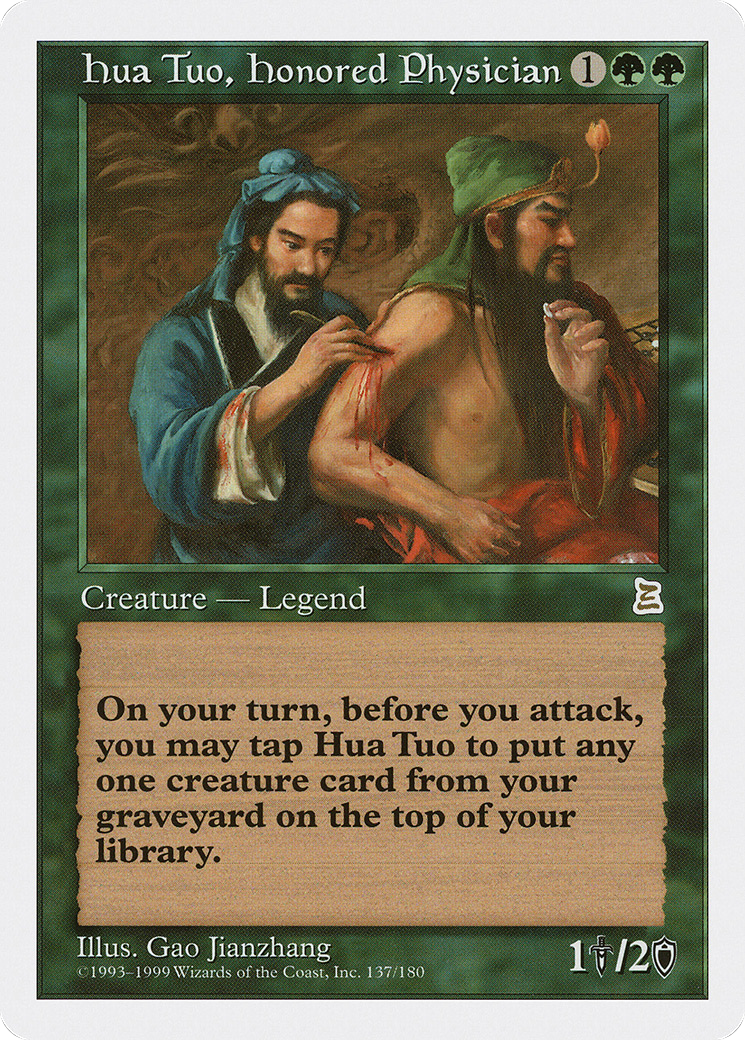 Hua Tuo, Honored Physician 1
Creature — Legend
三
On your turn, before you attack,
you may tap Hua Tuo to put any
one creature card from your
graveyard on the top of your
library.
Illus. Gao Jianzhang
©1993–1999 Wizards of the Coast, Inc. 137/180
1/2